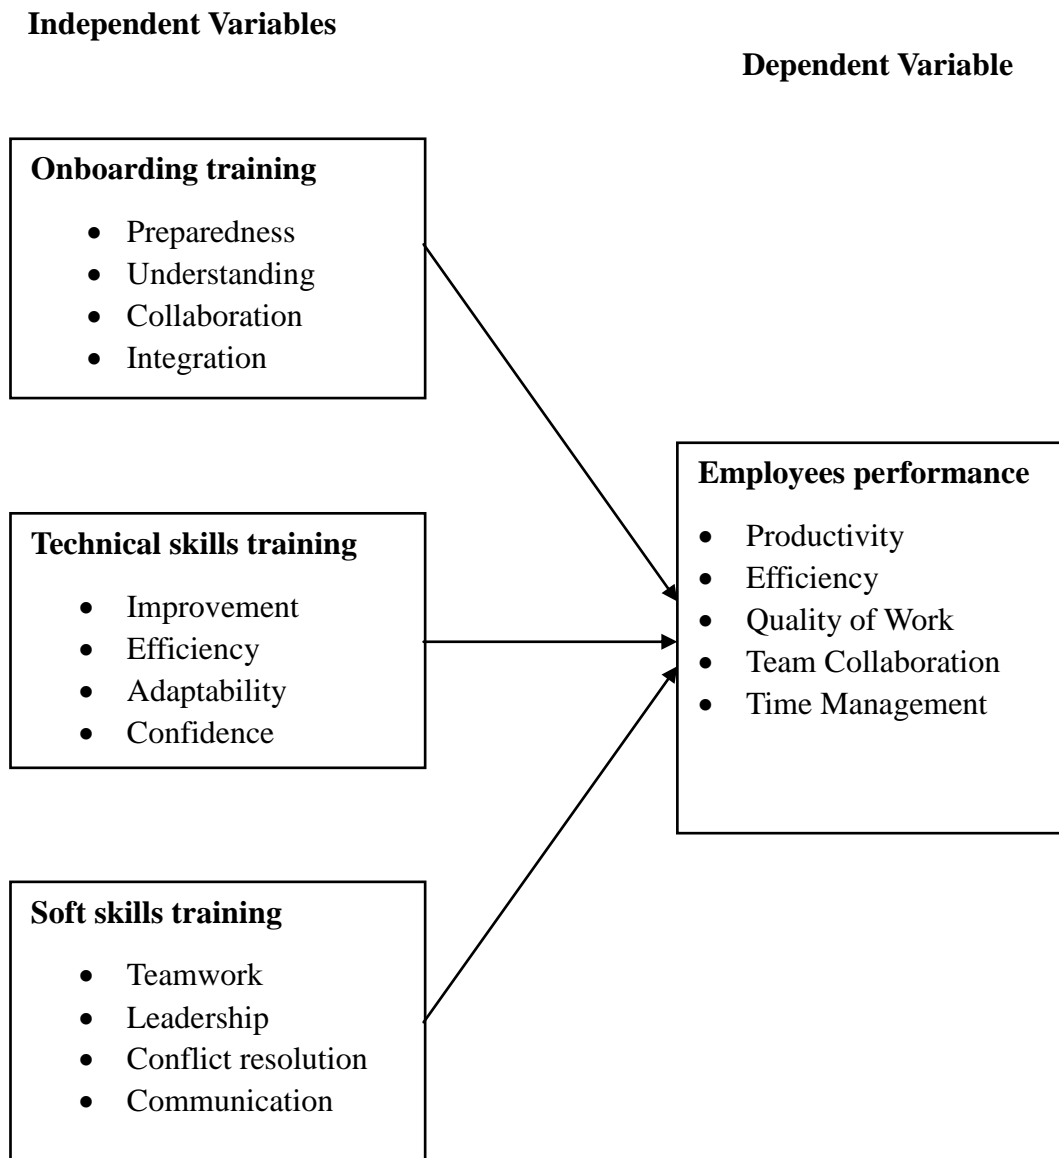 Independent Variables
Dependent Variable
Onboarding training
• Preparedness
• Understanding
• Collaboration
• Integration
Technical skills training
• Improvement
• Efficiency
• Adaptability
• Confidence
Soft skills training
• Teamwork
• Leadership
• Conflict resolution
• Communication
Employees performance
• Productivity
• Efficiency
• Quality of Work
• Team Collaboration
• Time Management